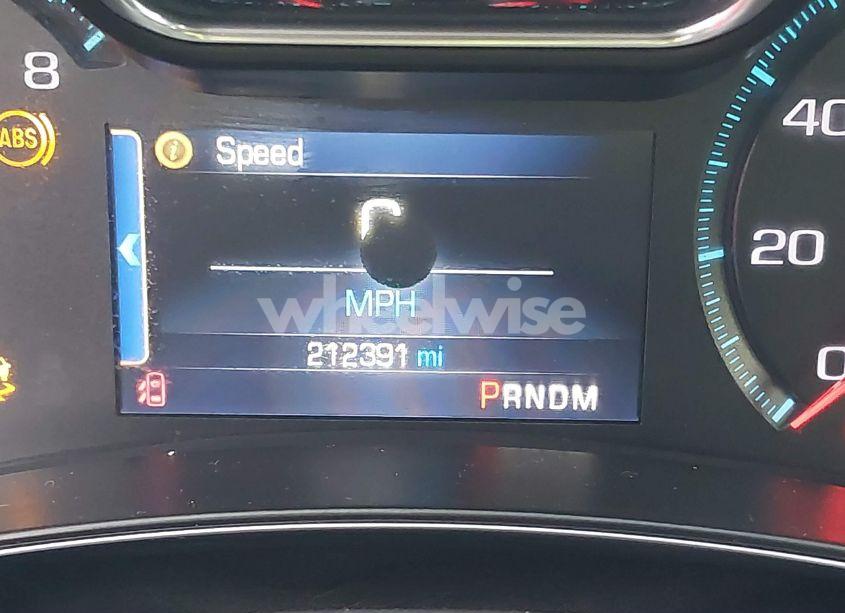 8
ABS
Speed
MPH
wheelwise
212391 mi
PRNDM
40
20
0